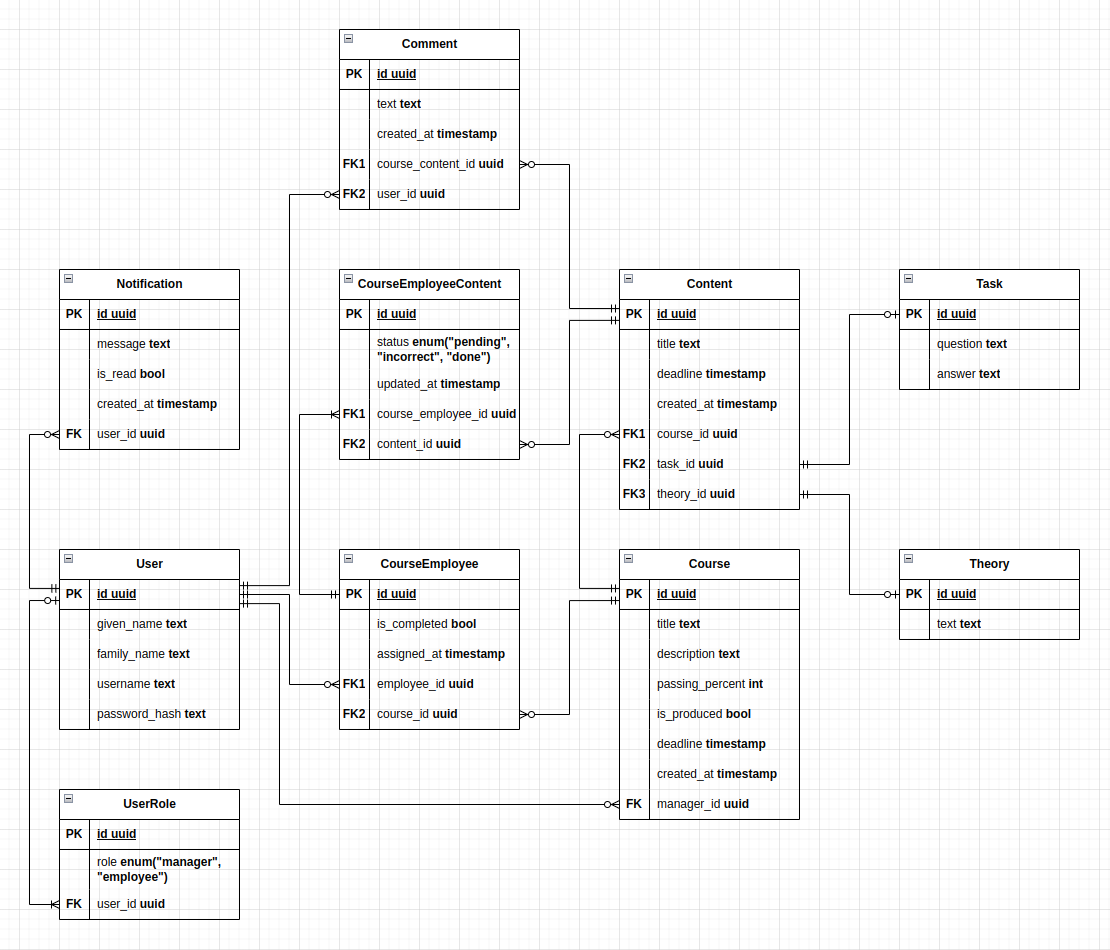 Comment
PK id uuid
text text
created_at timestamp
FK1 course_content_id uuid
FK2 user_id uuid
Notification
PK id uuid
message text
is_read bool
created_at timestamp
FK user_id uuid
CourseEmployeeContent
PK id uuid
status enum("pending",
"incorrect", "done")
updated_at timestamp
FK1 course_employee_id uuid
FK2 content_id uuid
Content
PK id uuid
title text
deadline timestamp
created_at timestamp
FK1 course_id uuid
FK2 task_id uuid
FK3 theory_id uuid
Task
PK id uuid
question text
answer text
User
PK id uuid
given_name text
family_name text
username text
password_hash text
CourseEmployee
PK id uuid
is_completed bool
assigned_at timestamp
FK1 employee_id uuid
FK2 course_id uuid
Course
PK id uuid
title text
description text
passing_percent int
is_produced bool
deadline timestamp
created_at timestamp
FK manager_id uuid
Theory
PK id uuid
text text
UserRole
PK id uuid
role enum("manager",
"employee")
FK user_id uuid